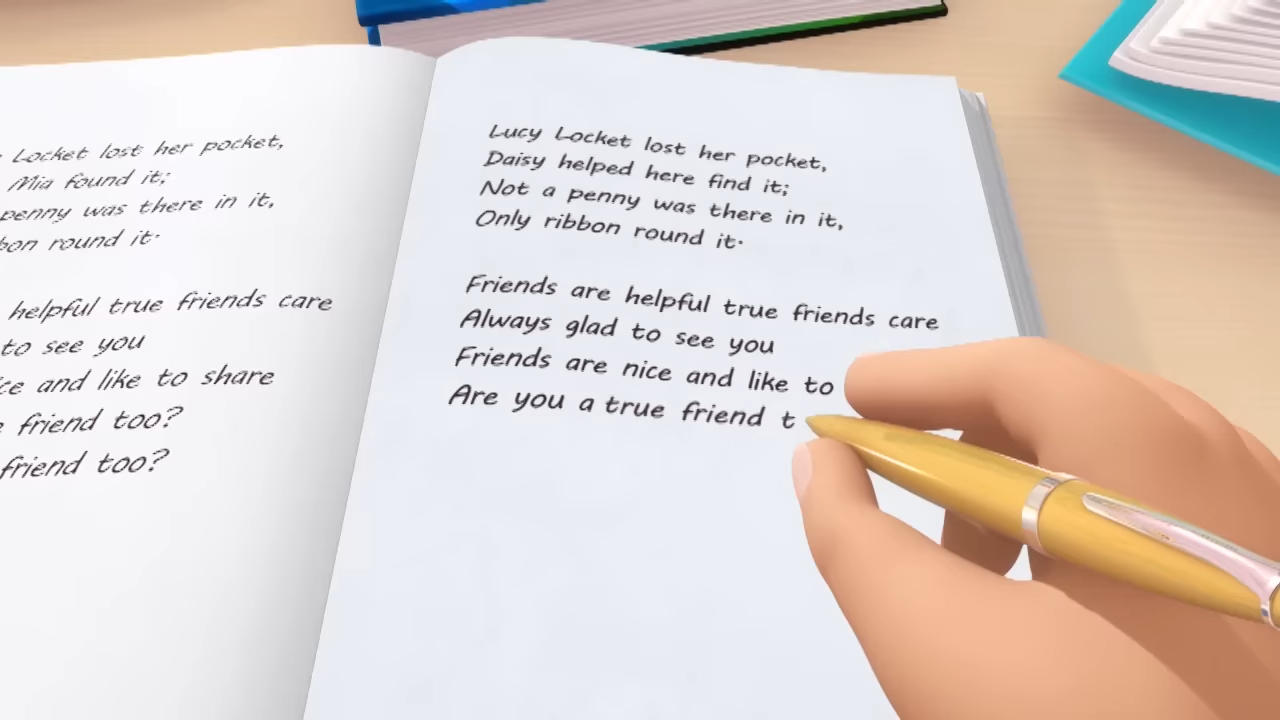 Locket lost her pocket,
Mia found it;
penny was there in it,
round it.
helpful true friends care
to see you
and like to share
friend too?
friend too?
Lucy Locket lost her pocket,
Daisy helped here find it;
Not a penny was there in it,
Only ribbon round it.
Friends are helpful true friends care
Always glad to see you
Friends are nice and like to
Are you a true friend t